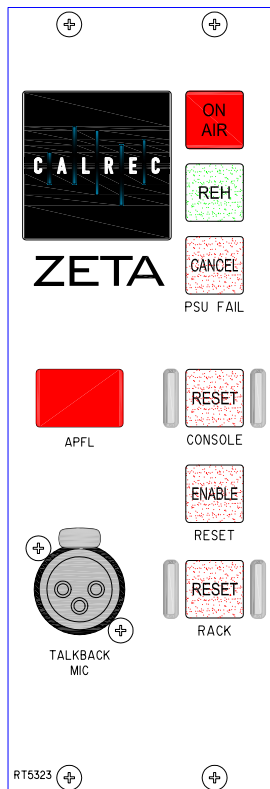 ON
AIR
CALREC
REH
ZETA
CANCEL
PSU FAIL
RESET
APFL
CONSOLE
ENABLE
RESET
RESET
TALKBACK
MIC
RACK
RT5323